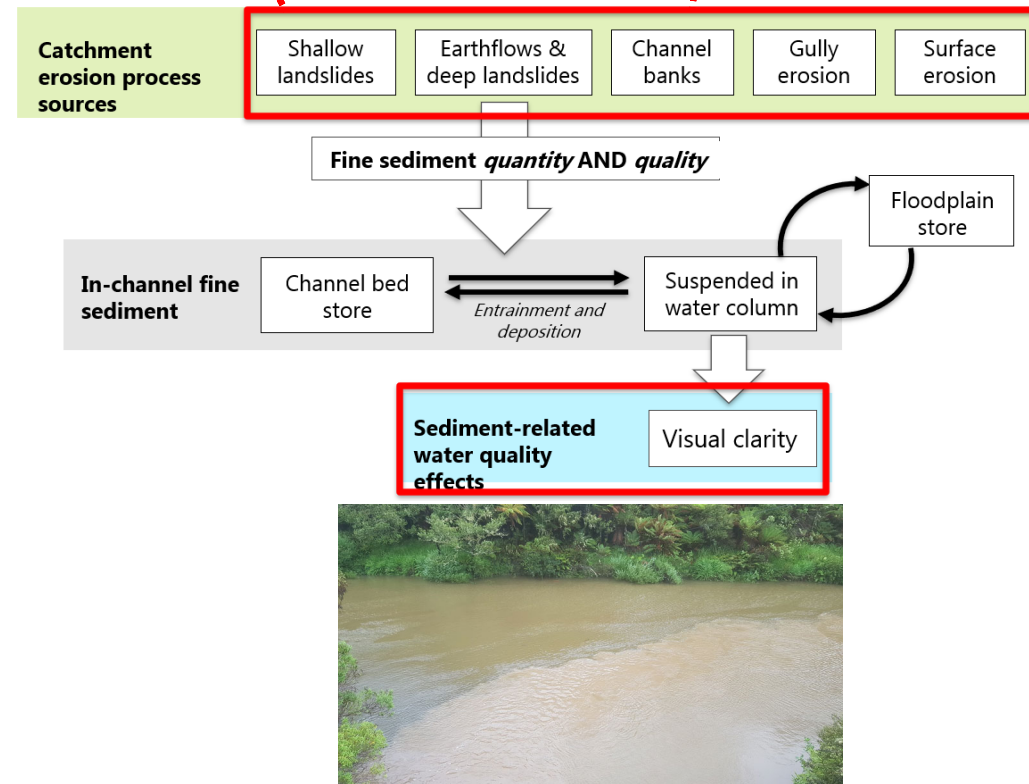 Catchment
erosion process
sources
Shallow
landslides
Earthflows &
deep landslides
Channel
banks
Gully
erosion
Surface
erosion
Fine sediment quantity AND quality
Floodplain
store
In-channel fine
sediment
Channel bed
store
Entrainment and
deposition
Suspended in
water column
Sediment-related
water quality
effects
Visual clarity